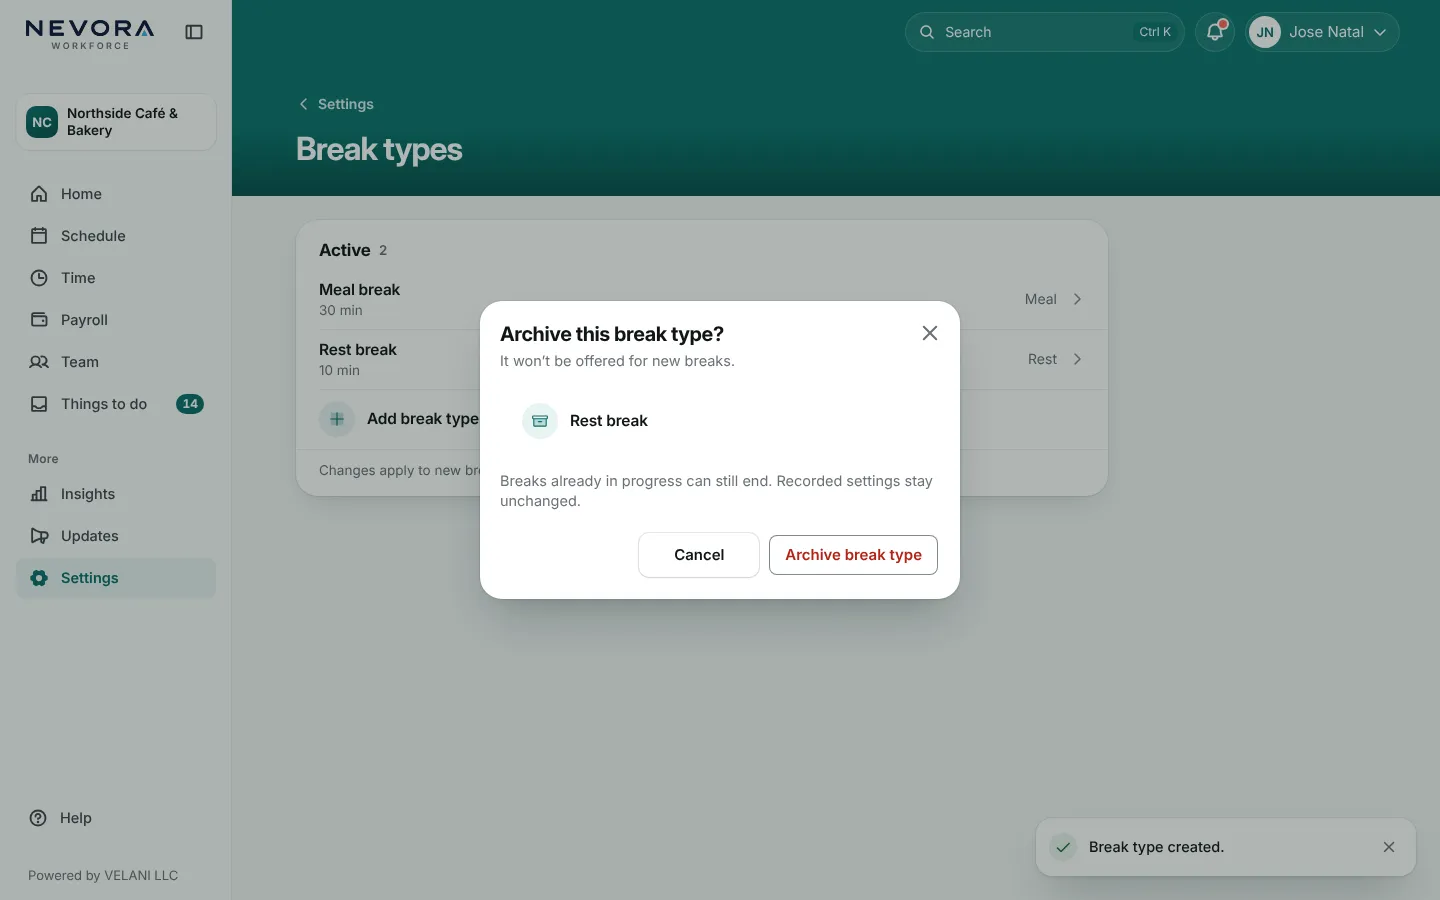 NEVORA
WORKFORCE
Search
Ctrl K
JN
Jose Natal
NC
Northside Café &
Bakery
Settings
Break types
Home
Schedule
Time
Payroll
Team
Things to do
14
More
Insights
Updates
Settings
Help
Powered by VELANI LLC
Active 2
Meal break
30 min
Meal
Rest break
10 min
Rest
Add break type
Changes apply to new
Archive this break type?
It won't be offered for new breaks.
Rest break
Breaks already in progress can still end. Recorded settings stay
unchanged.
Cancel
Archive break type
Break type created.